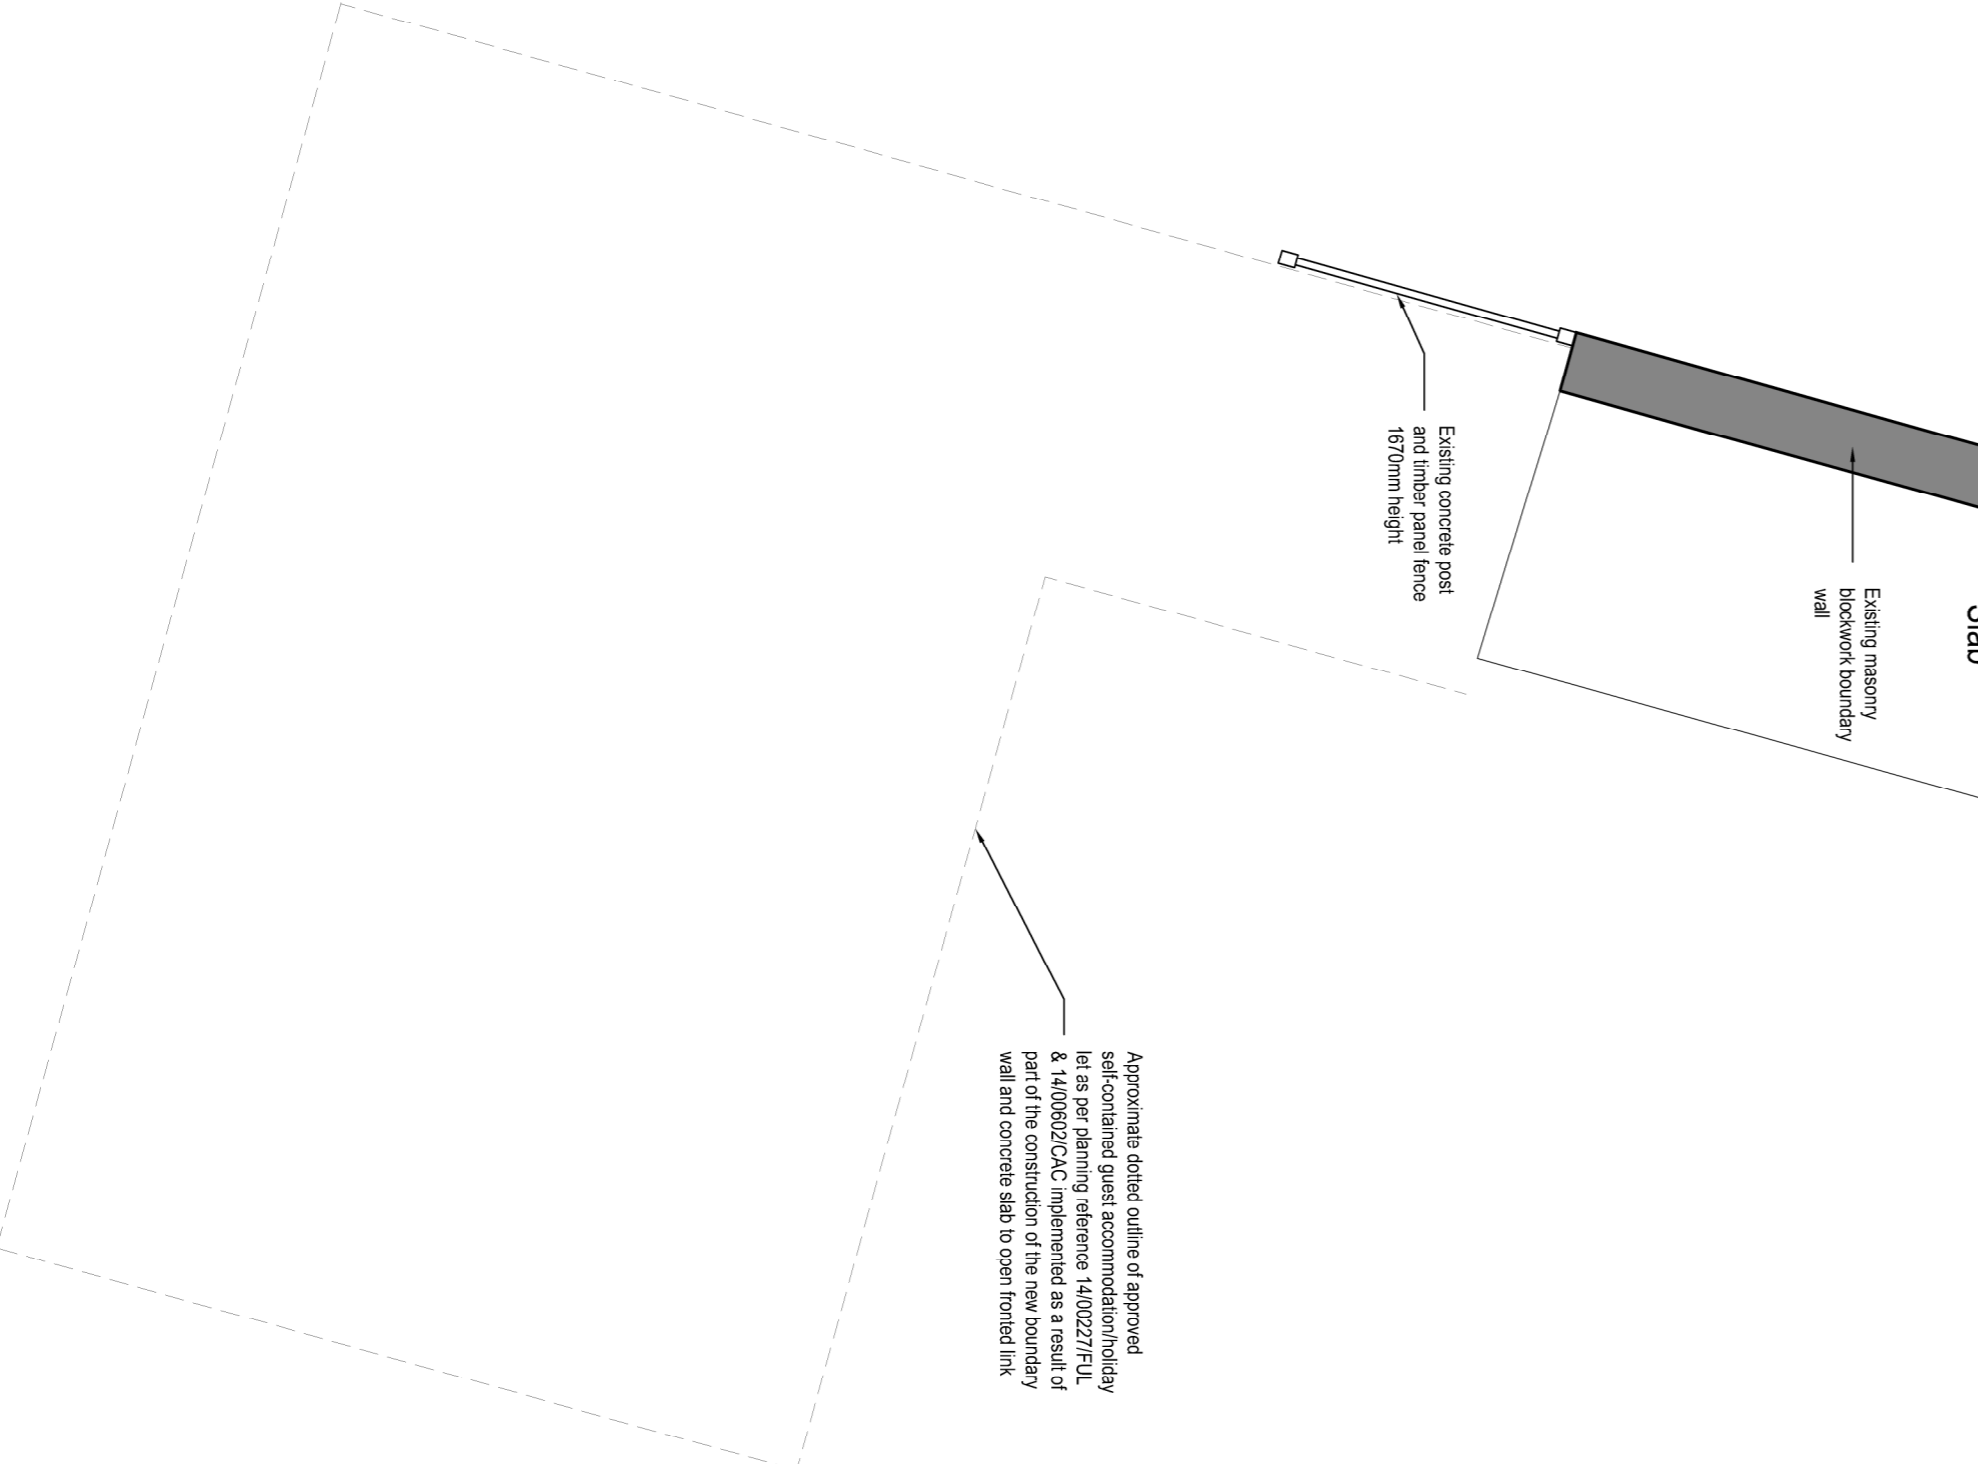 Slab
Existing masonry
blockwork boundary
wall
Existing concrete post
and timber panel fence
1670mm height
Approximate dotted outline of approved
self-contained guest accommodation/holiday
let as per planning reference 14/00227/FUL
& 14/00602/CAC implemented as a result of
part of the construction of the new boundary
wall and concrete slab to open fronted link